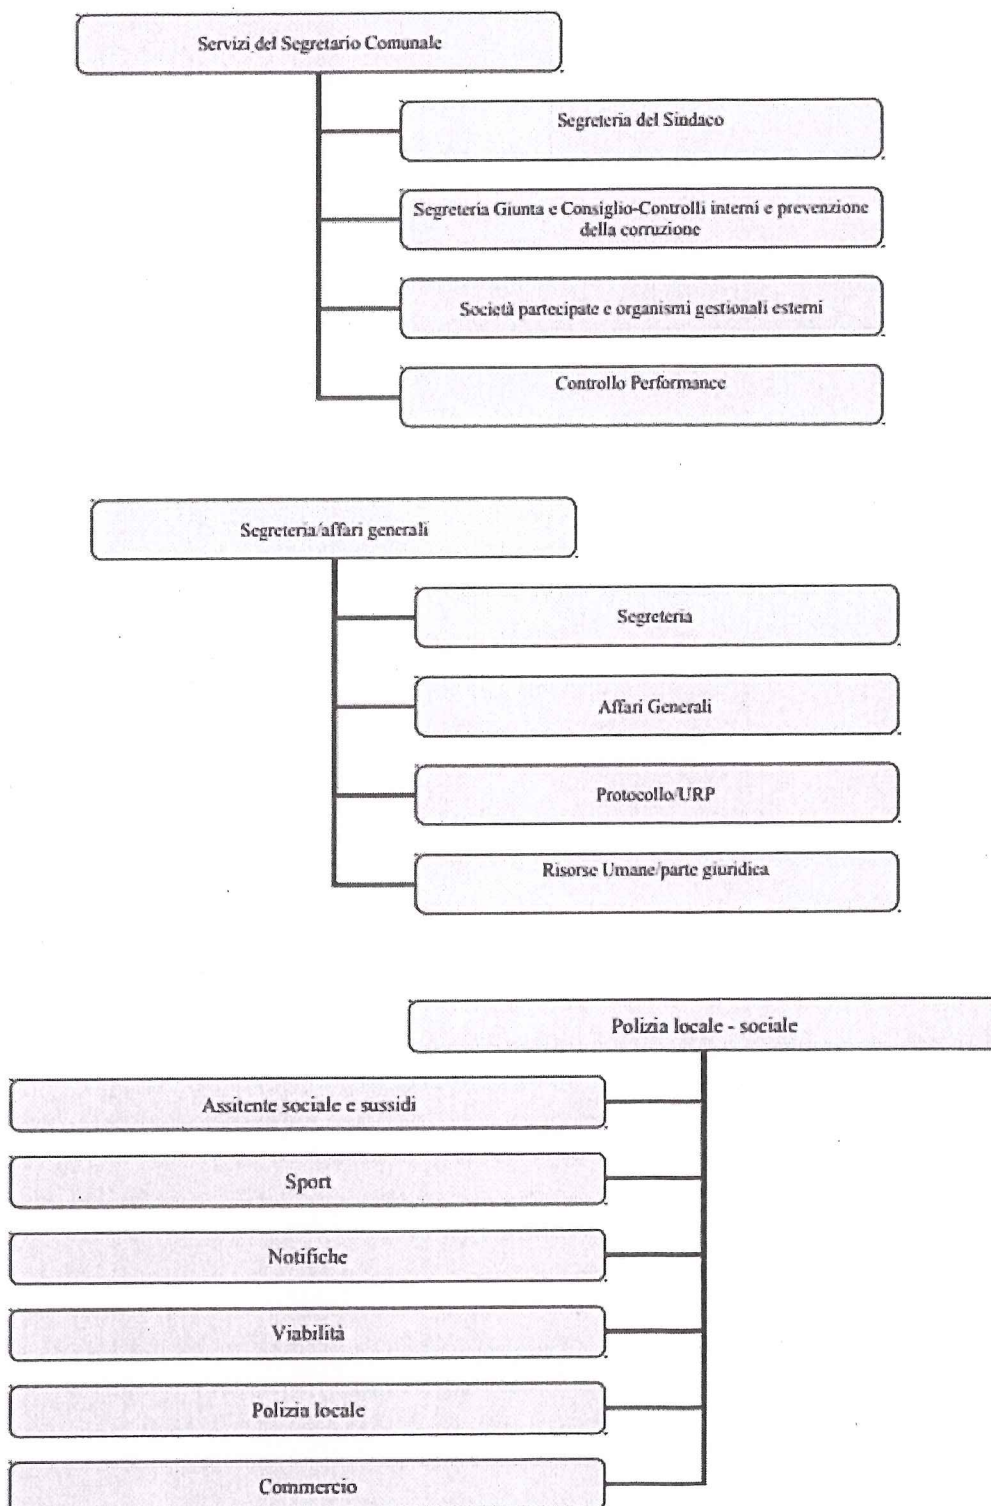 Servizi del Segretario Comunale
Segreteria del Sindaco
Segreteria Giunta e Consiglio-Controlli interni e prevenzione
della corruzione
Società partecipate e organismi gestionali esterni
Controllo Performance
Segreteria/affari generali
Segreteria
Affari Generali
Protocollo/URP
Risorse Umane/parte giuridica
Polizia locale - sociale
Assitente sociale e sussidi
Sport
Notifiche
Viabilità
Polizia locale
Commercio